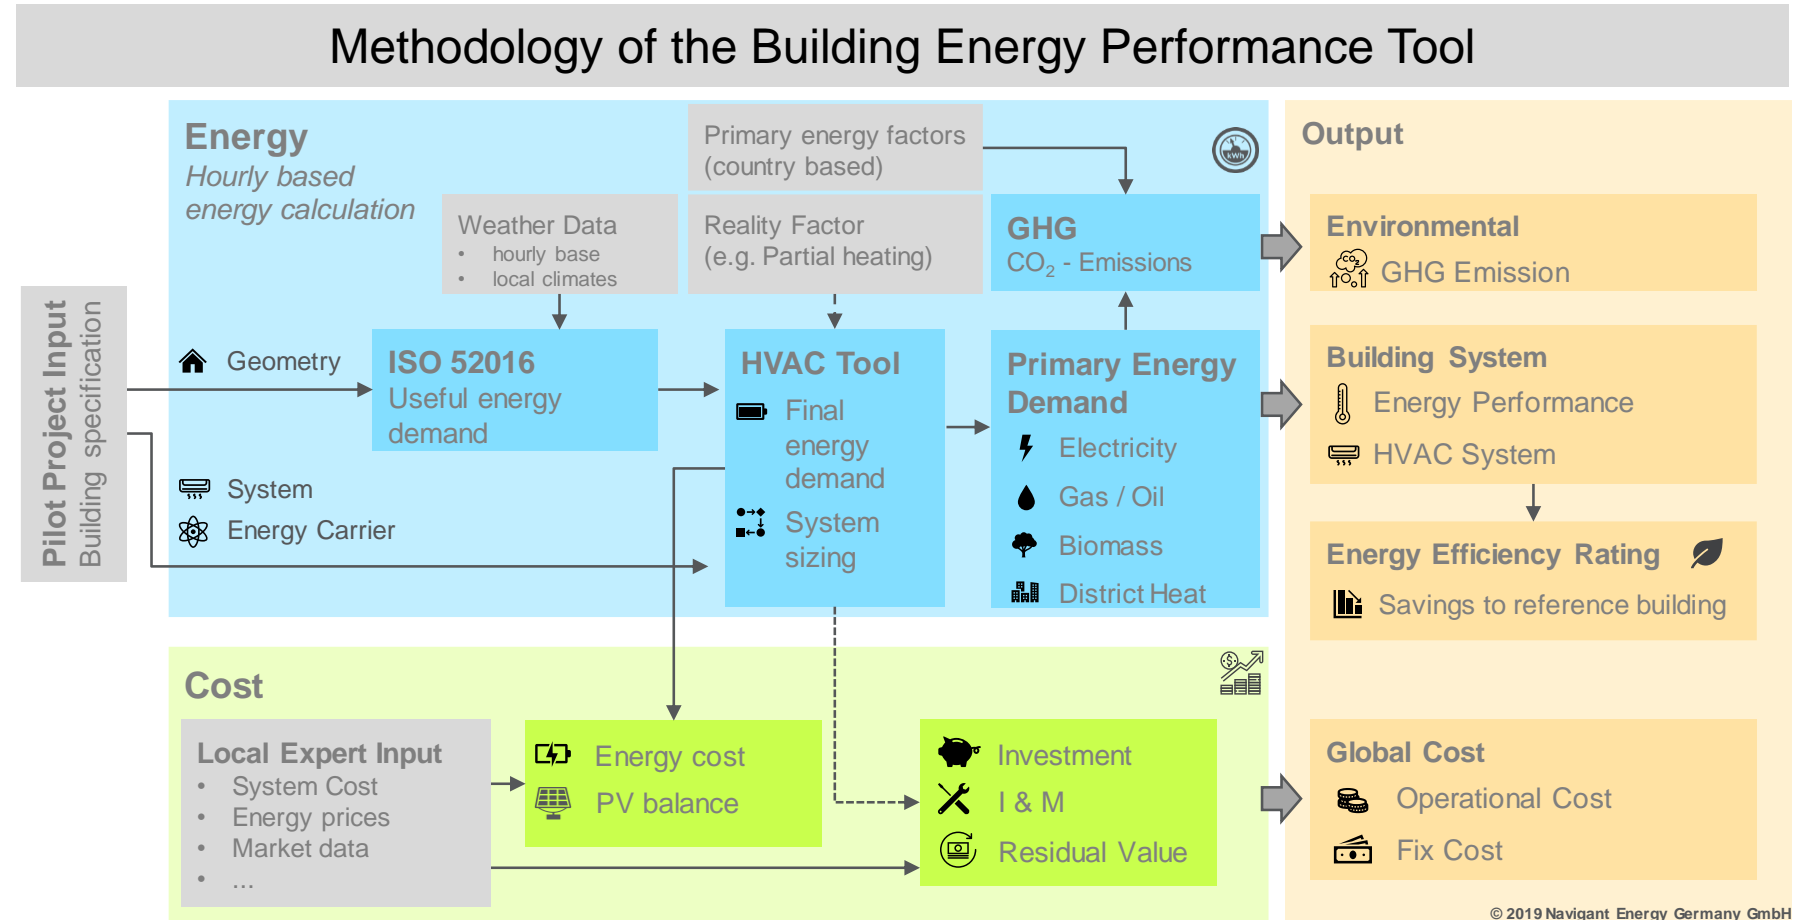 Methodology of the Building Energy Performance Tool
Energy
Hourly based
energy calculation
Primary energy factors
(country based)
kWh
Weather Data
• hourly base
• local climates
Reality Factor
(e.g. Partial heating)
GHG
CO₂ - Emissions
Pilot Project Input
Building specification
Geometry
System
Energy Carrier
ISO 52016
Useful energy
demand
HVAC Tool
Final
energy
demand
System
sizing
Primary Energy
Demand
Electricity
Gas / Oil
Biomass
District Heat
Cost
$
Local Expert Input
• System Cost
• Energy prices
• Market data
• ...
Energy cost
PV balance
Investment
I & M
Residual Value
Output
Environmental
CO₂
GHG Emission
Building System
Energy Performance
HVAC System
Energy Efficiency Rating
Savings to reference building
Global Cost
Operational Cost
Fix Cost
© 2019 Navigant Energy Germany GmbH